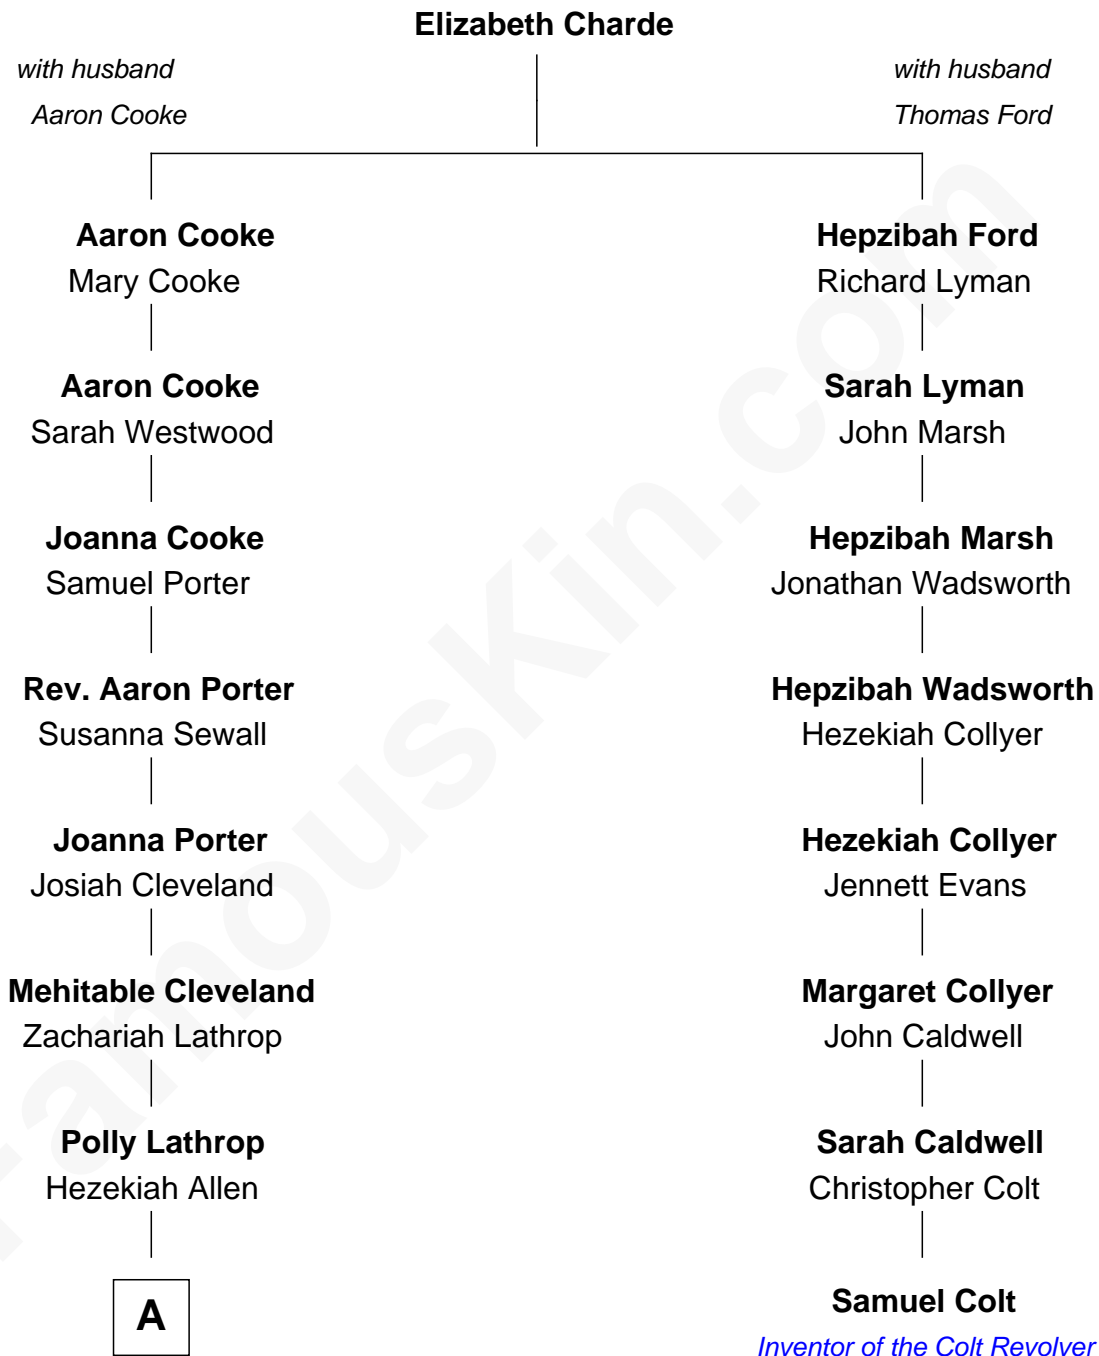 Elizabeth Charde
with husband
Aaron Cooke
with husband
Thomas Ford
Aaron Cooke
Mary Cooke
Hepzibah Ford
Richard Lyman
Aaron Cooke
Sarah Westwood
Sarah Lyman
John Marsh
Joanna Cooke
Samuel Porter
Hepzibah Marsh
Jonathan Wadsworth
Rev. Aaron Porter
Susanna Sewall
Hepzibah Wadsworth
Hezekiah Collyer
Joanna Porter
Josiah Cleveland
Hezekiah Collyer
Jennett Evans
Mehitable Cleveland
Zachariah Lathrop
Margaret Collyer
John Caldwell
Polly Lathrop
Hezekiah Allen
Sarah Caldwell
Christopher Colt
A
Samuel Colt
Inventor of the Colt Revolver
FamousKin.com